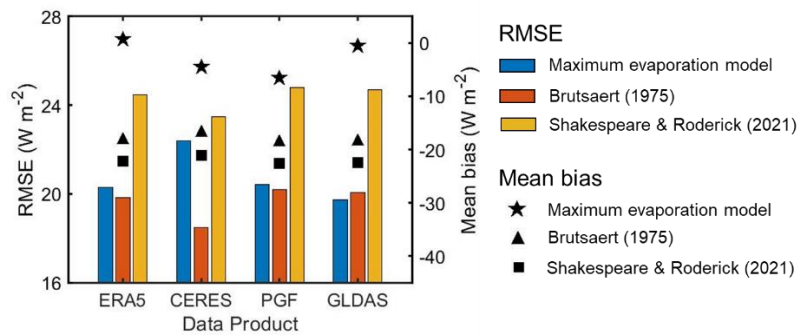 28
24
20
16
RMSE (W m⁻²)
0
-10
-20
-30
-40
Mean bias (W m⁻²)
ERA5 CERES PGF GLDAS
Data Product
RMSE
Maximum evaporation model
Brutsaert (1975)
Shakespeare & Roderick (2021)
Mean bias
Maximum evaporation model
Brutsaert (1975)
Shakespeare & Roderick (2021)